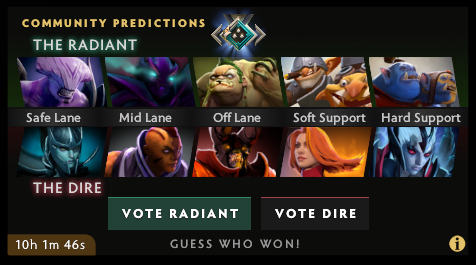 COMMUNITY PREDICTIONS
THE RADIANT
Safe Lane Mid Lane Off Lane Soft Support Hard Support
THE DIRE
VOTE RADIANT VOTE DIRE
10h 1m 46s GUESS WHO WON! i